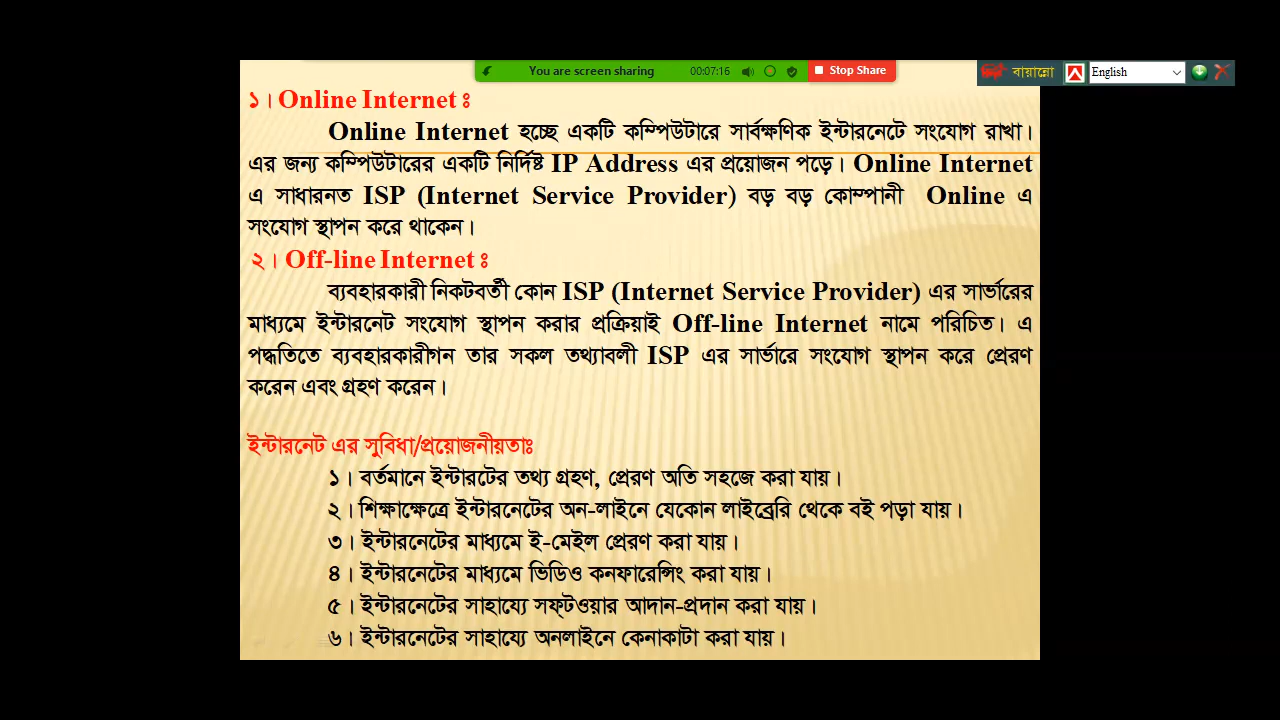 You are screen sharing 00:07:16 Stop Share
বায়ান্নো English
১। Online Internet ঃ
Online Internet হচ্ছে একটি কম্পিউটারে সার্বক্ষণিক ইন্টারনেটে সংযোগ রাখা।
এর জন্য কম্পিউটারের একটি নির্দিষ্ট IP Address এর প্রয়োজন পড়ে। Online Internet
এ সাধারনত ISP (Internet Service Provider) বড় বড় কোম্পানী Online এ
সংযোগ স্থাপন করে থাকেন।
২। Off-line Internet ঃ
ব্যবহারকারী নিকটবর্তী কোন ISP (Internet Service Provider) এর সার্ভারের
মাধ্যমে ইন্টারনেট সংযোগ স্থাপন করার প্রক্রিয়াই Off-line Internet নামে পরিচিত। এ
পদ্ধতিতে ব্যবহারকারীগন তার সকল তথ্যাবলী ISP এর সার্ভারে সংযোগ স্থাপন করে প্রেরণ
করেন এবং গ্রহণ করেন।
ইন্টারনেট এর সুবিধা/প্রয়োজনীয়তাঃ
১। বর্তমানে ইন্টারটের তথ্য গ্রহণ, প্রেরণ অতি সহজে করা যায়।
২। শিক্ষাক্ষেত্রে ইন্টারনেটের অন-লাইনে যেকোন লাইব্রেরি থেকে বই পড়া যায়।
৩। ইন্টারনেটের মাধ্যমে ই-মেইল প্রেরণ করা যায়।
৪। ইন্টারনেটের মাধ্যমে ভিডিও কনফারেন্সিং করা যায়।
৫। ইন্টারনেটের সাহায্যে সফ্টওয়ার আদান-প্রদান করা যায়।
৬। ইন্টারনেটের সাহায্যে অনলাইনে কেনাকাটা করা যায়।